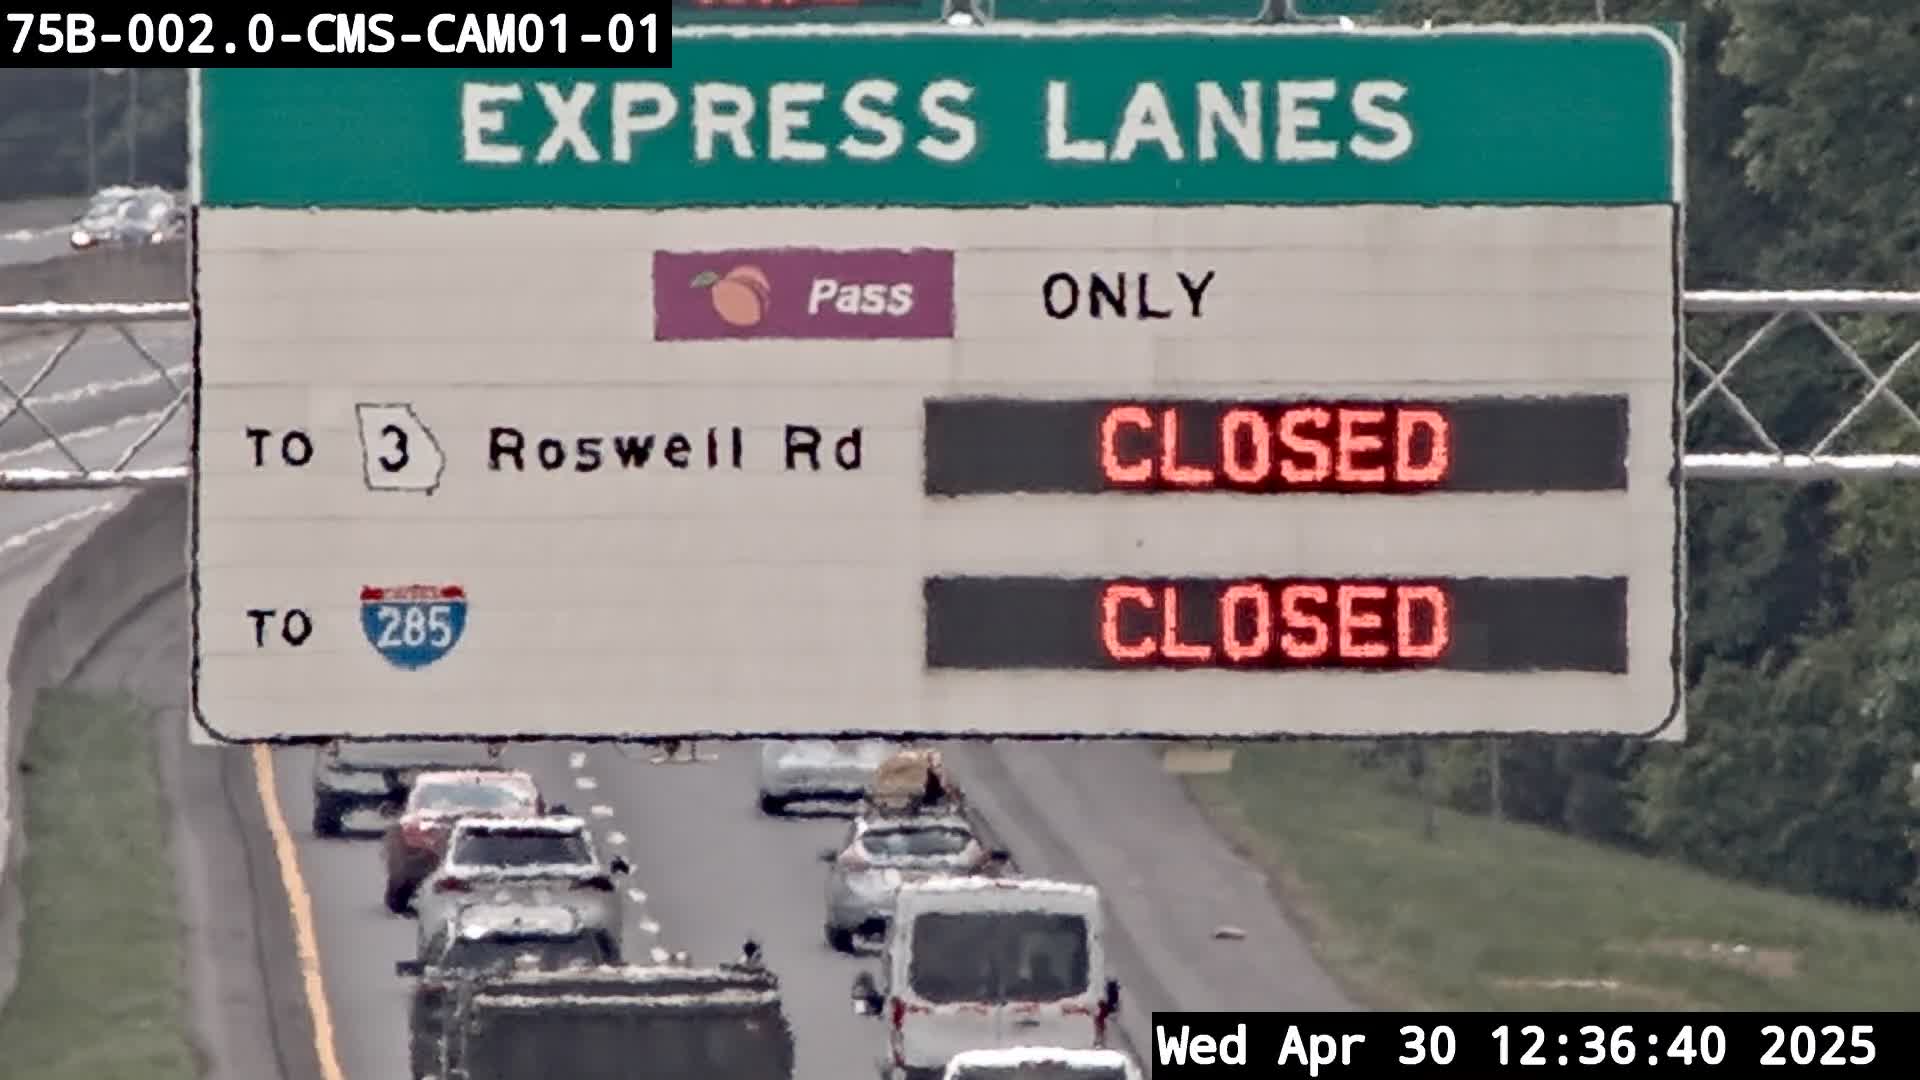 75B-002.0-CMS-CAM01-01
EXPRESS LANES
Pass ONLY
TO 3 Roswell Rd CLOSED
TO 285 CLOSED
Wed Apr 30 12:36:40 2025